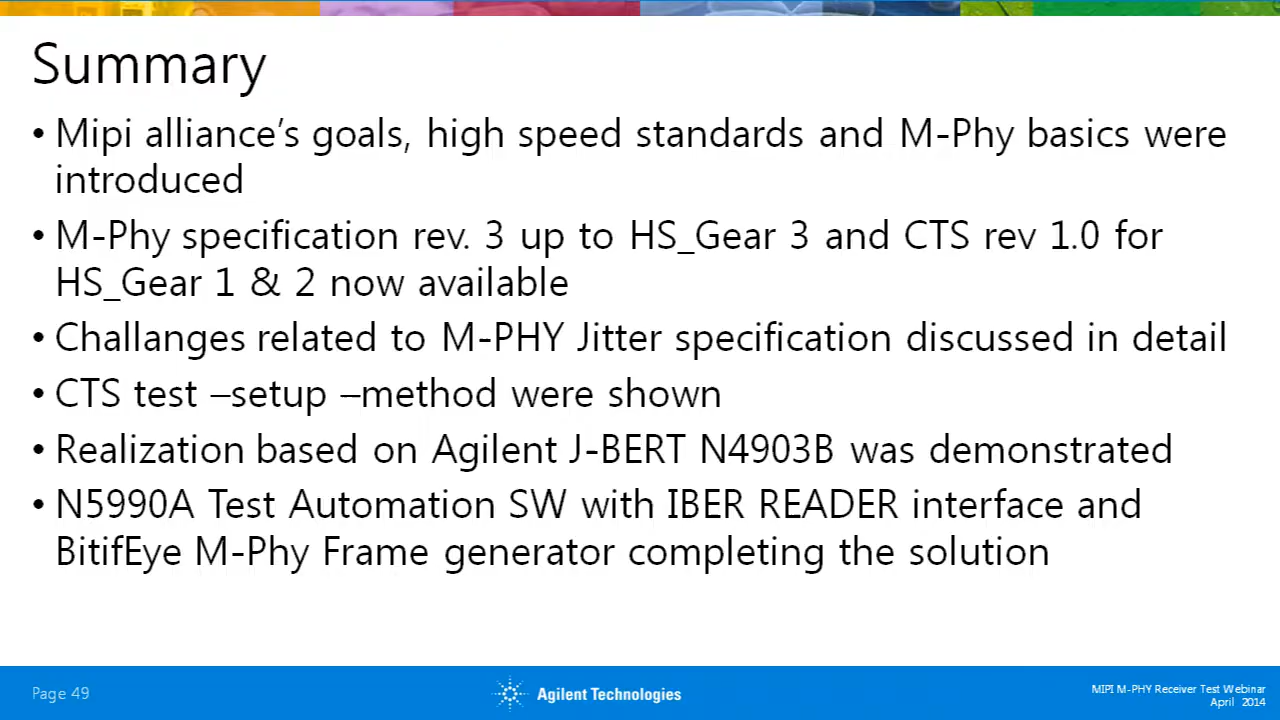 Summary
• Mipi alliance’s goals, high speed standards and M-Phy basics were
introduced
• M-Phy specification rev. 3 up to HS_Gear 3 and CTS rev 1.0 for
HS_Gear 1 & 2 now available
• Challanges related to M-PHY Jitter specification discussed in detail
• CTS test –setup –method were shown
• Realization based on Agilent J-BERT N4903B was demonstrated
• N5990A Test Automation SW with IBER READER interface and
BitifEye M-Phy Frame generator completing the solution
Page 49
Agilent Technologies
MIPI M-PHY Receiver Test Webinar
April 2014